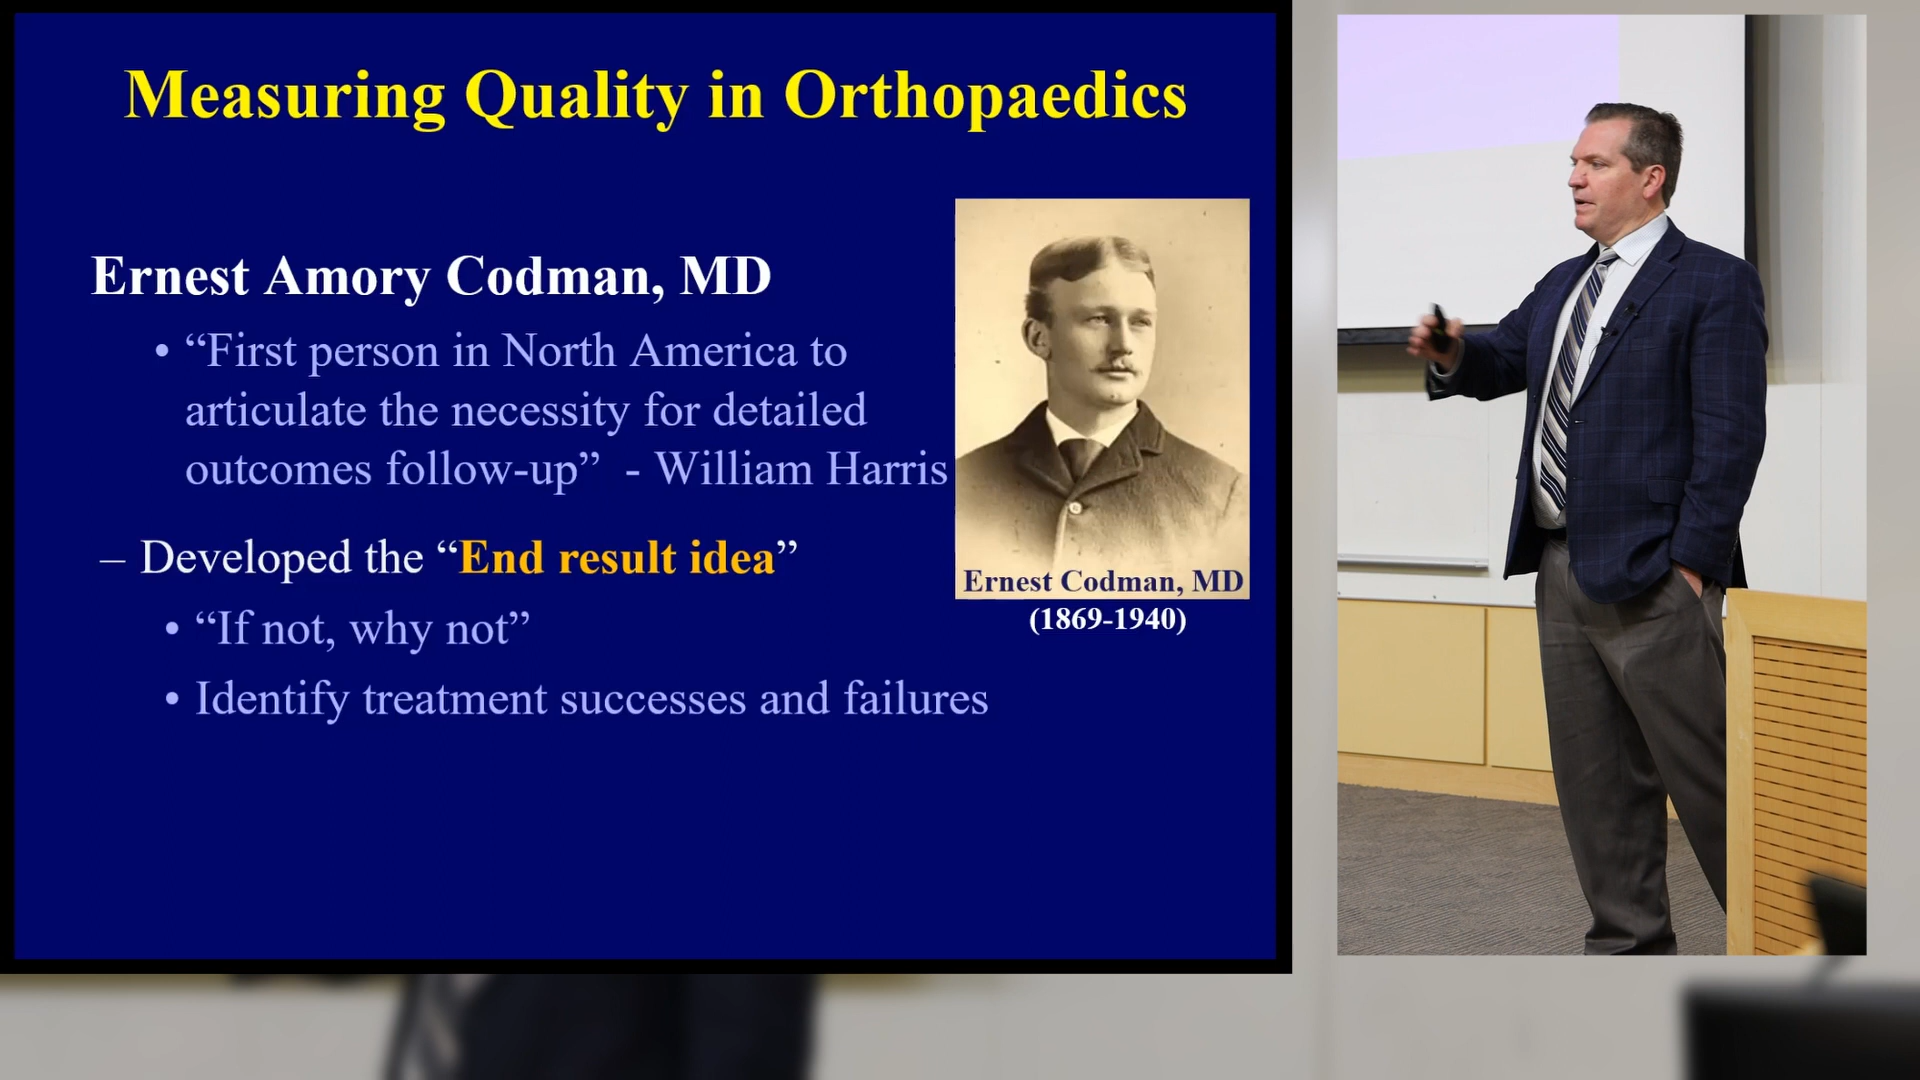 Measuring Quality in Orthopaedics
Ernest Amory Codman, MD
• “First person in North America to
articulate the necessity for detailed
outcomes follow-up”  - William Harris
– Developed the “End result idea”
• “If not, why not”
• Identify treatment successes and failures
Ernest Codman, MD
(1869-1940)